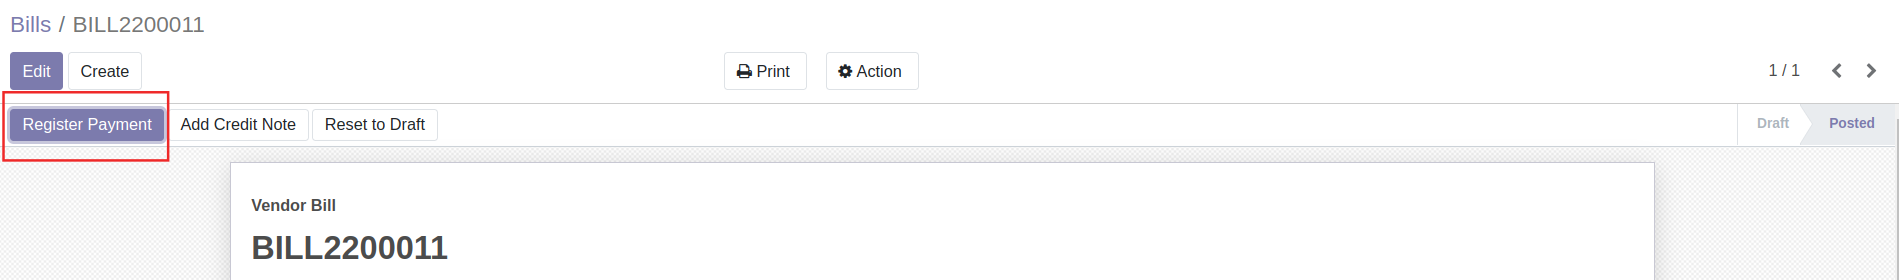 Bills / BILL2200011
Edit Create Print Action 1 / 1
Register Payment Add Credit Note Reset to Draft Draft Posted
Vendor Bill
BILL2200011